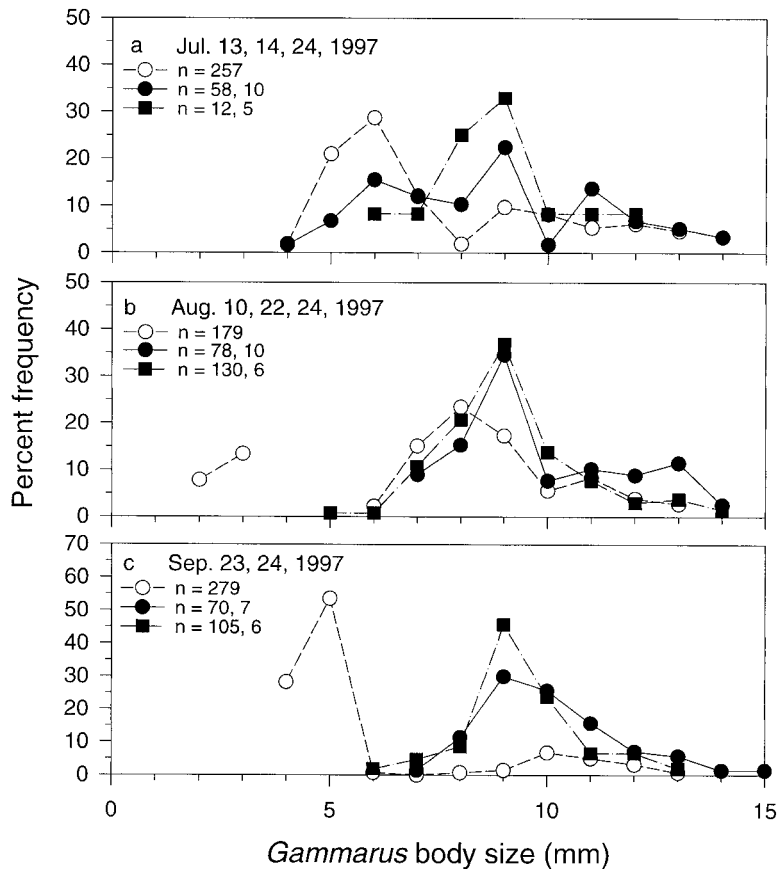 50
40
30
20
10
0
a Jul. 13, 14, 24, 1997
n = 257
n = 58, 10
n = 12, 5
50
40
30
20
10
0
b Aug. 10, 22, 24, 1997
n = 179
n = 78, 10
n = 130, 6
Percent frequency
70
60
50
40
30
20
10
0
c Sep. 23, 24, 1997
n = 279
n = 70, 7
n = 105, 6
0 5 10 15
Gammarus body size (mm)